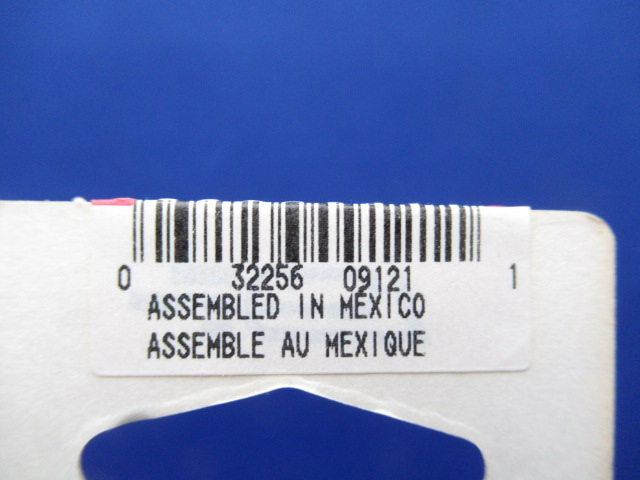 0 32256 09121 1
ASSEMBLED IN MEXICO
ASSEMBLE AU MEXIQUE